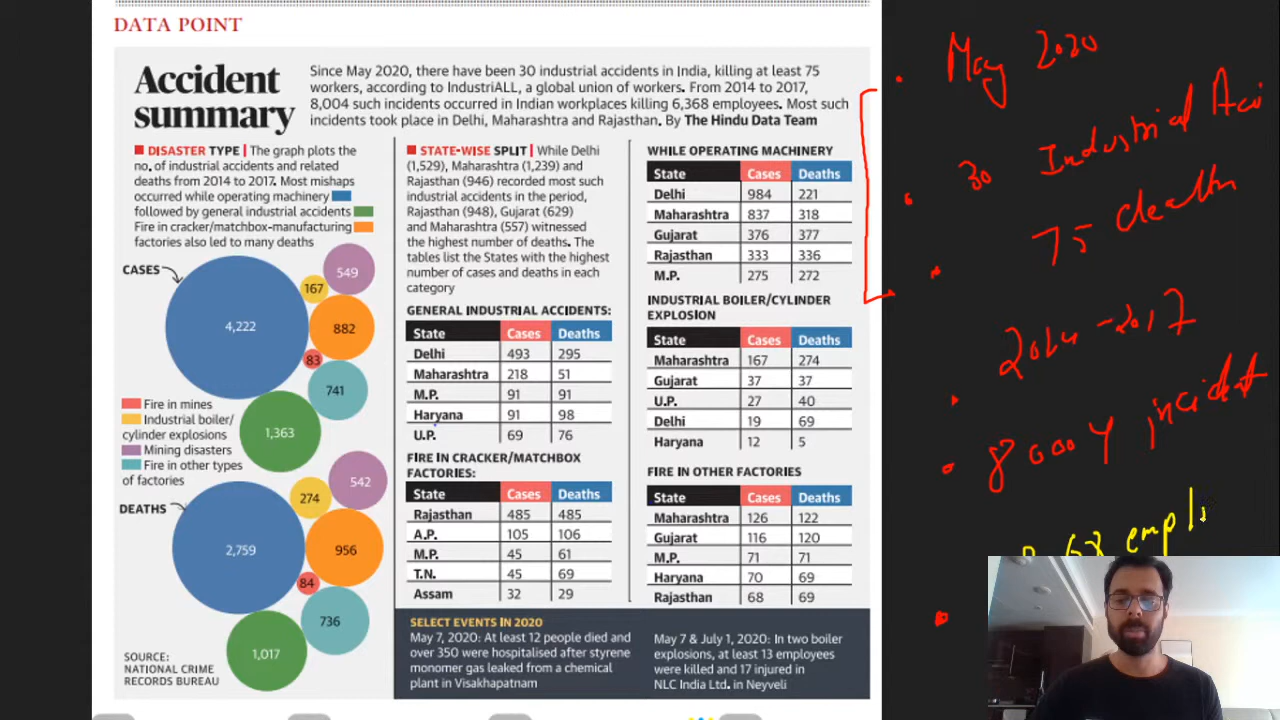 DATA POINT
Accident
summary
Since May 2020, there have been 30 industrial accidents in India, killing at least 75
workers, according to IndustriALL, a global union of workers. From 2014 to 2017,
8,004 such incidents occurred in Indian workplaces killing 6,368 employees. Most such
incidents took place in Delhi, Maharashtra and Rajasthan. By The Hindu Data Team
DISASTER TYPE | The graph plots the
no. of industrial accidents and related
deaths from 2014 to 2017. Most mishaps
occurred while operating machinery
followed by general industrial accidents
Fire in cracker/matchbox-manufacturing
factories also led to many deaths
CASES
549
167
4,222
882
83
741
1,363
Fire in mines
Industrial boiler/
cylinder explosions
Mining disasters
Fire in other types
of factories
DEATHS
542
274
2,759
956
84
736
1,017
SOURCE:
NATIONAL CRIME
RECORDS BUREAU
STATE-WISE SPLIT | While Delhi
(1,529), Maharashtra (1,239) and
Rajasthan (946) recorded most such
industrial accidents in the period,
Rajasthan (948), Gujarat (629)
and Maharashtra (557) witnessed
the highest number of deaths. The
tables list the States with the highest
number of cases and deaths in each
category
GENERAL INDUSTRIAL ACCIDENTS:
State Cases Deaths
Delhi 493 295
Maharashtra 218 51
M.P. 91 91
Haryana 91 98
U.P. 69 76
FIRE IN CRACKER/MATCHBOX
FACTORIES:
State Cases Deaths
Rajasthan 485 485
A.P. 105 106
M.P. 45 61
T.N. 45 69
Assam 32 29
WHILE OPERATING MACHINERY
State Cases Deaths
Delhi 984 221
Maharashtra 837 318
Gujarat 376 377
Rajasthan 333 336
M.P. 275 272
INDUSTRIAL BOILER/CYLINDER
EXPLOSION
State Cases Deaths
Maharashtra 167 274
Gujarat 37 37
U.P. 27 40
Delhi 19 69
Haryana 12 5
FIRE IN OTHER FACTORIES
State Cases Deaths
Maharashtra 126 122
Gujarat 116 120
M.P. 71 71
Haryana 70 69
Rajasthan 68 69
SELECT EVENTS IN 2020
May 7, 2020: At least 12 people died and
over 350 were hospitalised after styrene
monomer gas leaked from a chemical
plant in Visakhapatnam
May 7 & July 1, 2020: In two boiler
explosions, at least 13 employees
were killed and 17 injured in
NLC India Ltd. in Neyveli
May 2020
30 Industrial Aci
75 deaths
2014-2017
incident
68 empl